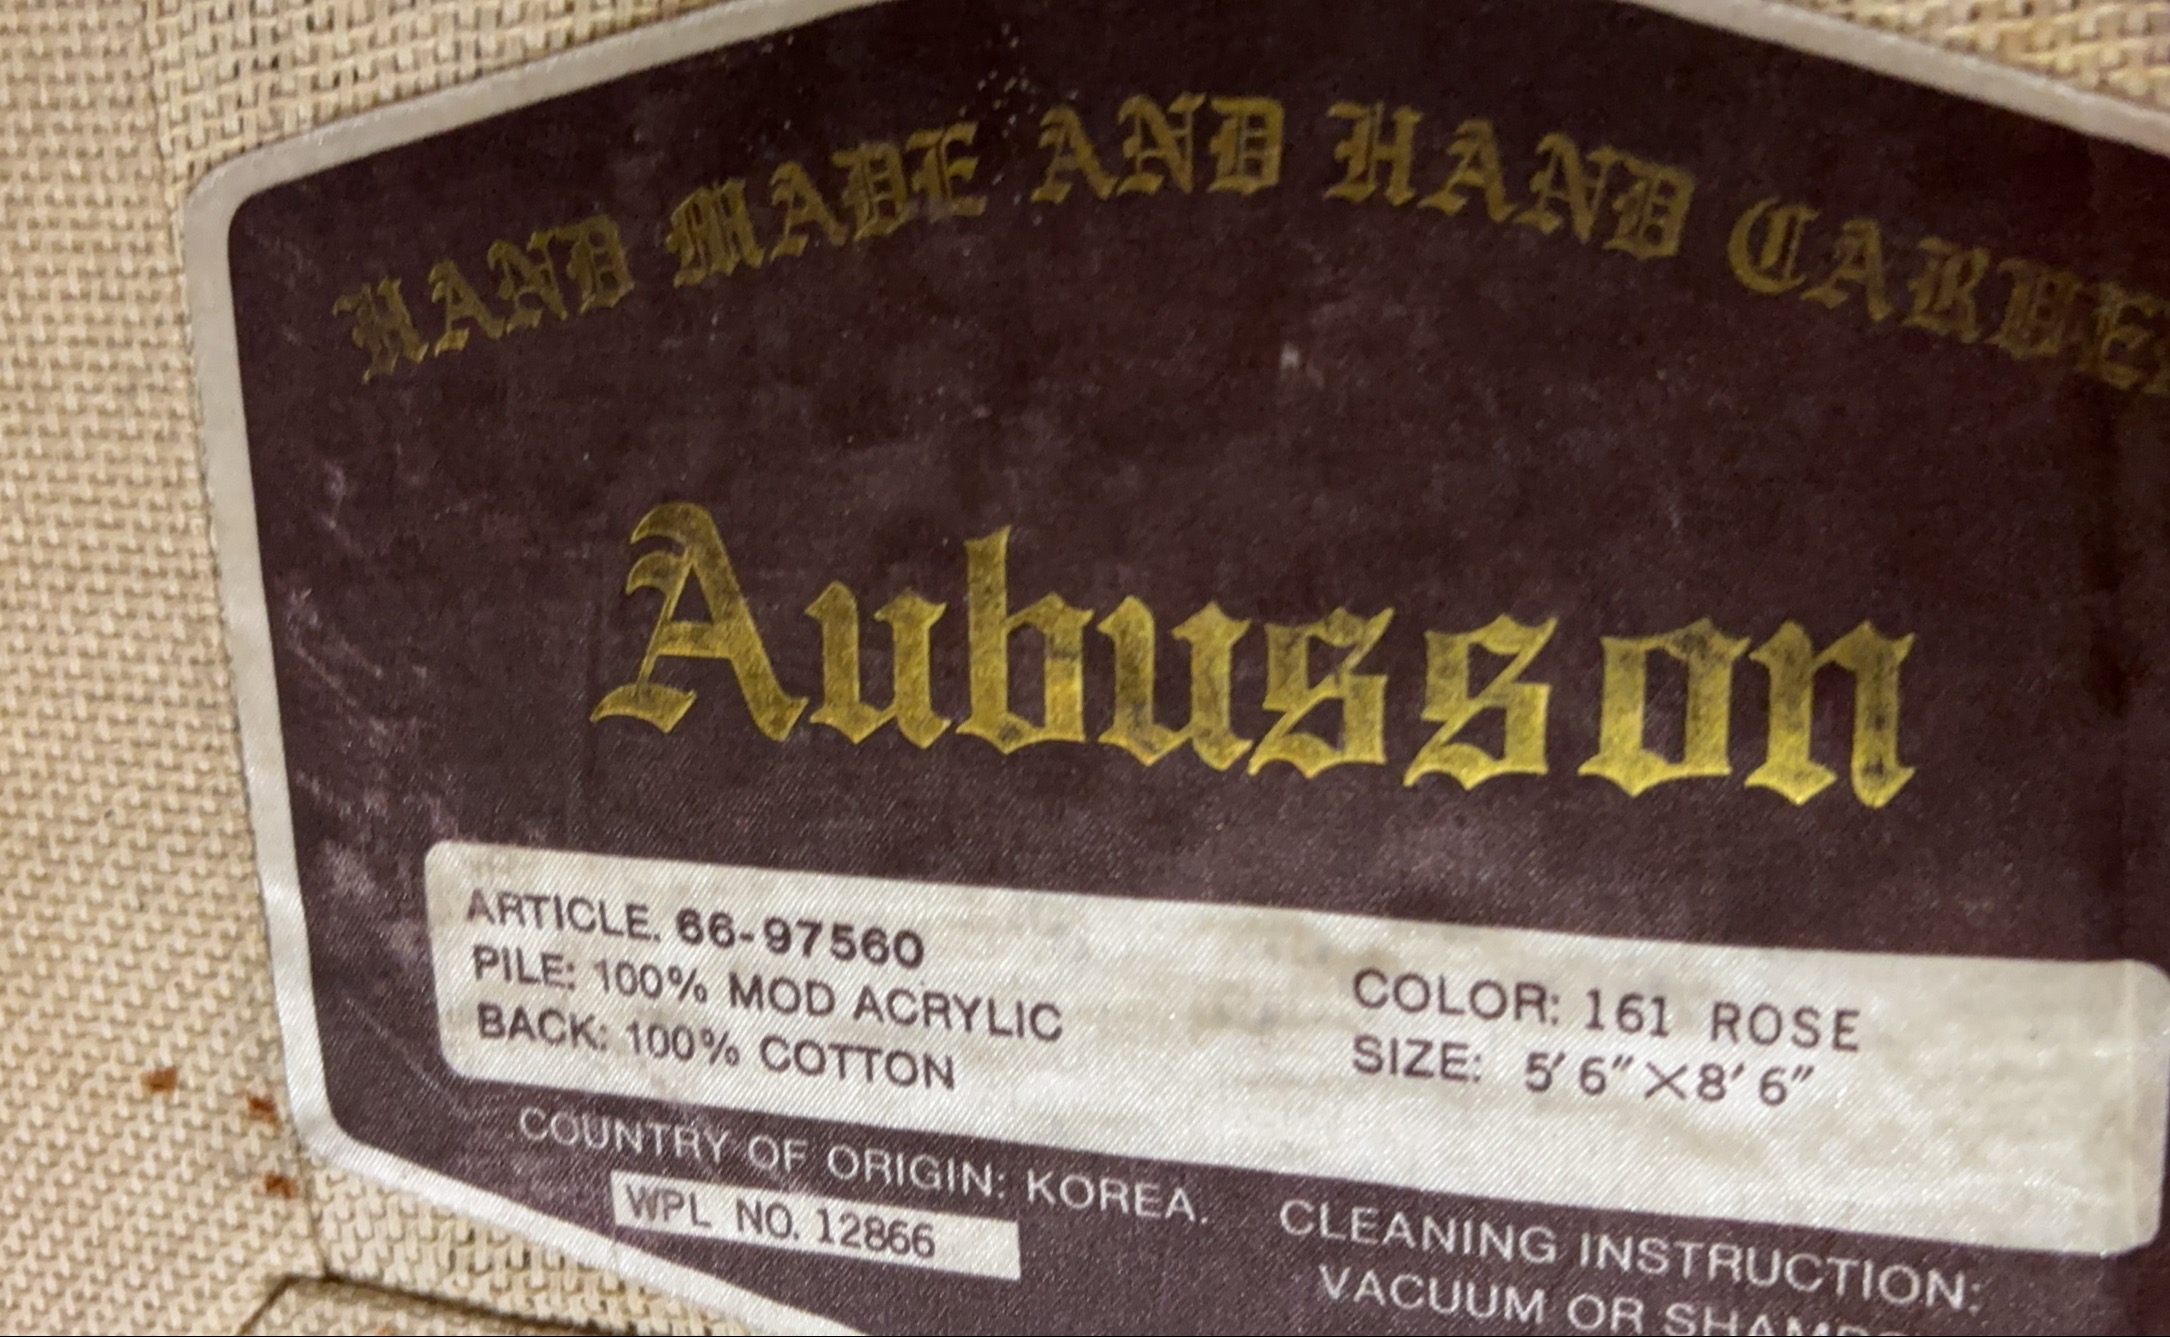 HAND MADE AND HAND CARVED
Aubusson
ARTICLE. 66-97560
PILE: 100% MOD ACRYLIC
BACK: 100% COTTON
COLOR: 161 ROSE
SIZE: 5' 6" X 8' 6"
COUNTRY OF ORIGIN: KOREA.
WPL NO. 12866
CLEANING INSTRUCTION:
VACUUM OR